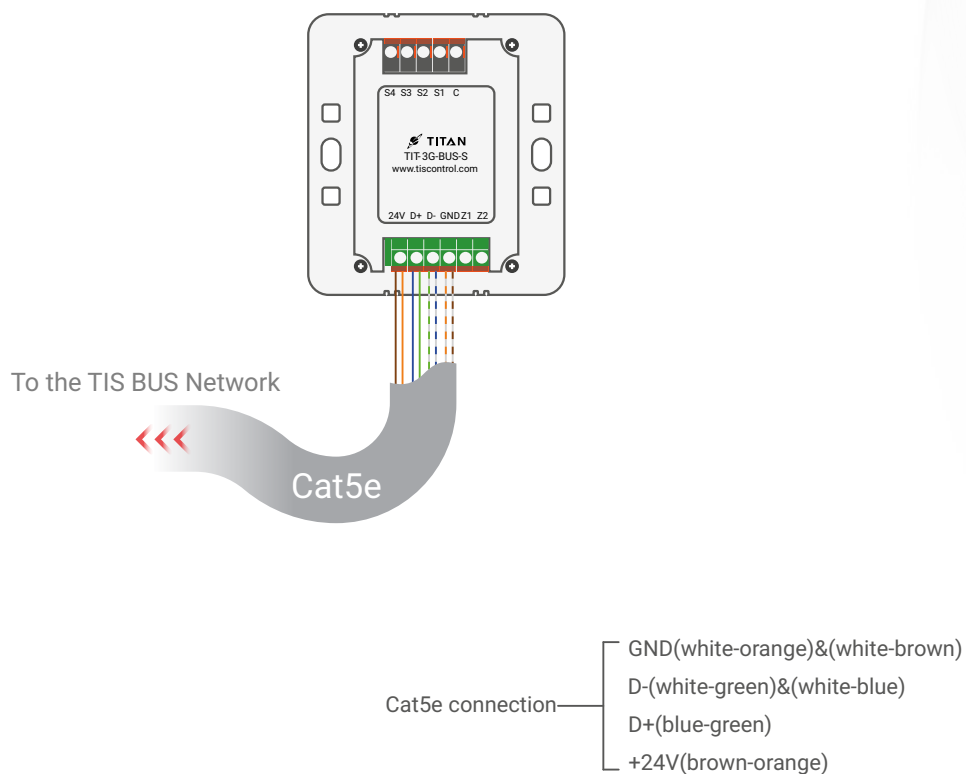 S4 S3 S2 S1 C
TITAN
TIT-3G-BUS-S
www.tiscontrol.com
24V D+ D- GND Z1 Z2
To the TIS BUS Network
Cat5e
GND(white-orange)&(white-brown)
D-(white-green)&(white-blue)
Cat5e connection
D+(blue-green)
+24V(brown-orange)